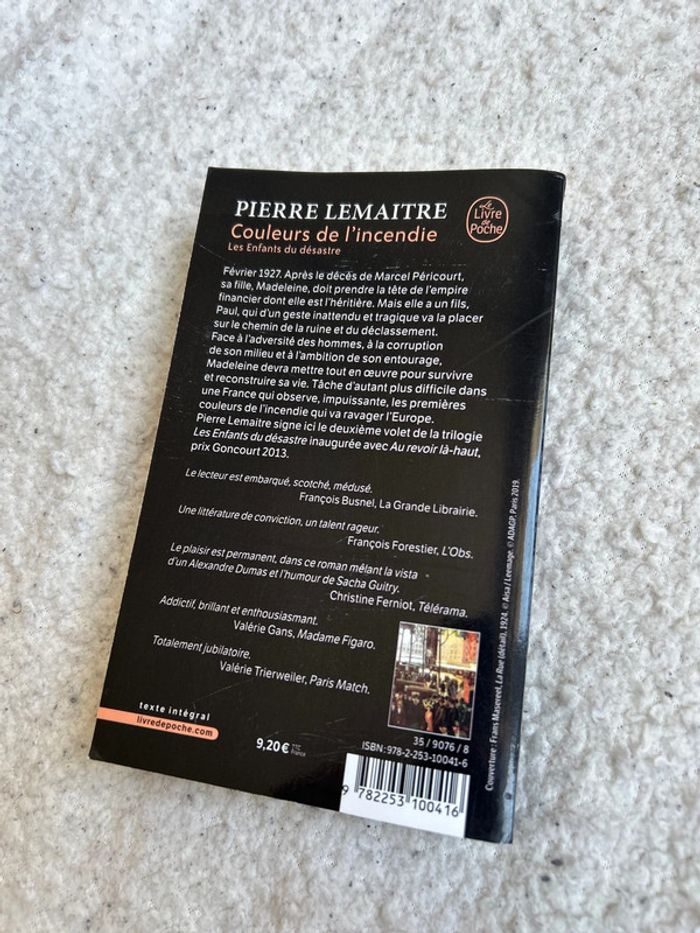 PIERRE LEMAITRE
Le
Livre
de
Poche
Couleurs de l'incendie
Les Enfants du désastre
Février 1927. Après le décès de Marcel Péricourt,
sa fille, Madeleine, doit prendre la tête de l'empire
financier dont elle est l'héritière. Mais elle a un fils,
Paul, qui d'un geste inattendu et tragique va la placer
sur le chemin de la ruine et du déclassement.
Face à l'adversité des hommes, à la corruption
de son milieu et à l'ambition de son entourage,
Madeleine devra mettre tout en œuvre pour survivre
et reconstruire sa vie. Tâche d'autant plus difficile dans
une France qui observe, impuissante, les premières
couleurs de l'incendie qui va ravager l'Europe.
Pierre Lemaitre signe ici le deuxième volet de la trilogie
Les Enfants du désastre inaugurée avec Au revoir là-haut,
prix Goncourt 2013.
Le lecteur est embarqué, scotché, médusé.
François Busnel, La Grande Librairie.
Une littérature de conviction, un talent rageur.
François Forestier, L'Obs.
Le plaisir est permanent, dans ce roman mêlant la vista
d'un Alexandre Dumas et l'humour de Sacha Guitry.
Christine Ferniot, Télérama.
Addictif, brillant et enthousiasmant.
Valérie Gans, Madame Figaro.
Totalement jubilatoire.
Valérie Trierweiler, Paris Match.
texte intégral
livredepoche.com
9,20€ TTC
France
35 / 9076 / 8
ISBN : 978-2-253-10041-6
9 782253 100416
Couverture : Frans Masereel, La Rue (détail), 1924. © Aisa / Leemage. © ADAGP, Paris 2019.